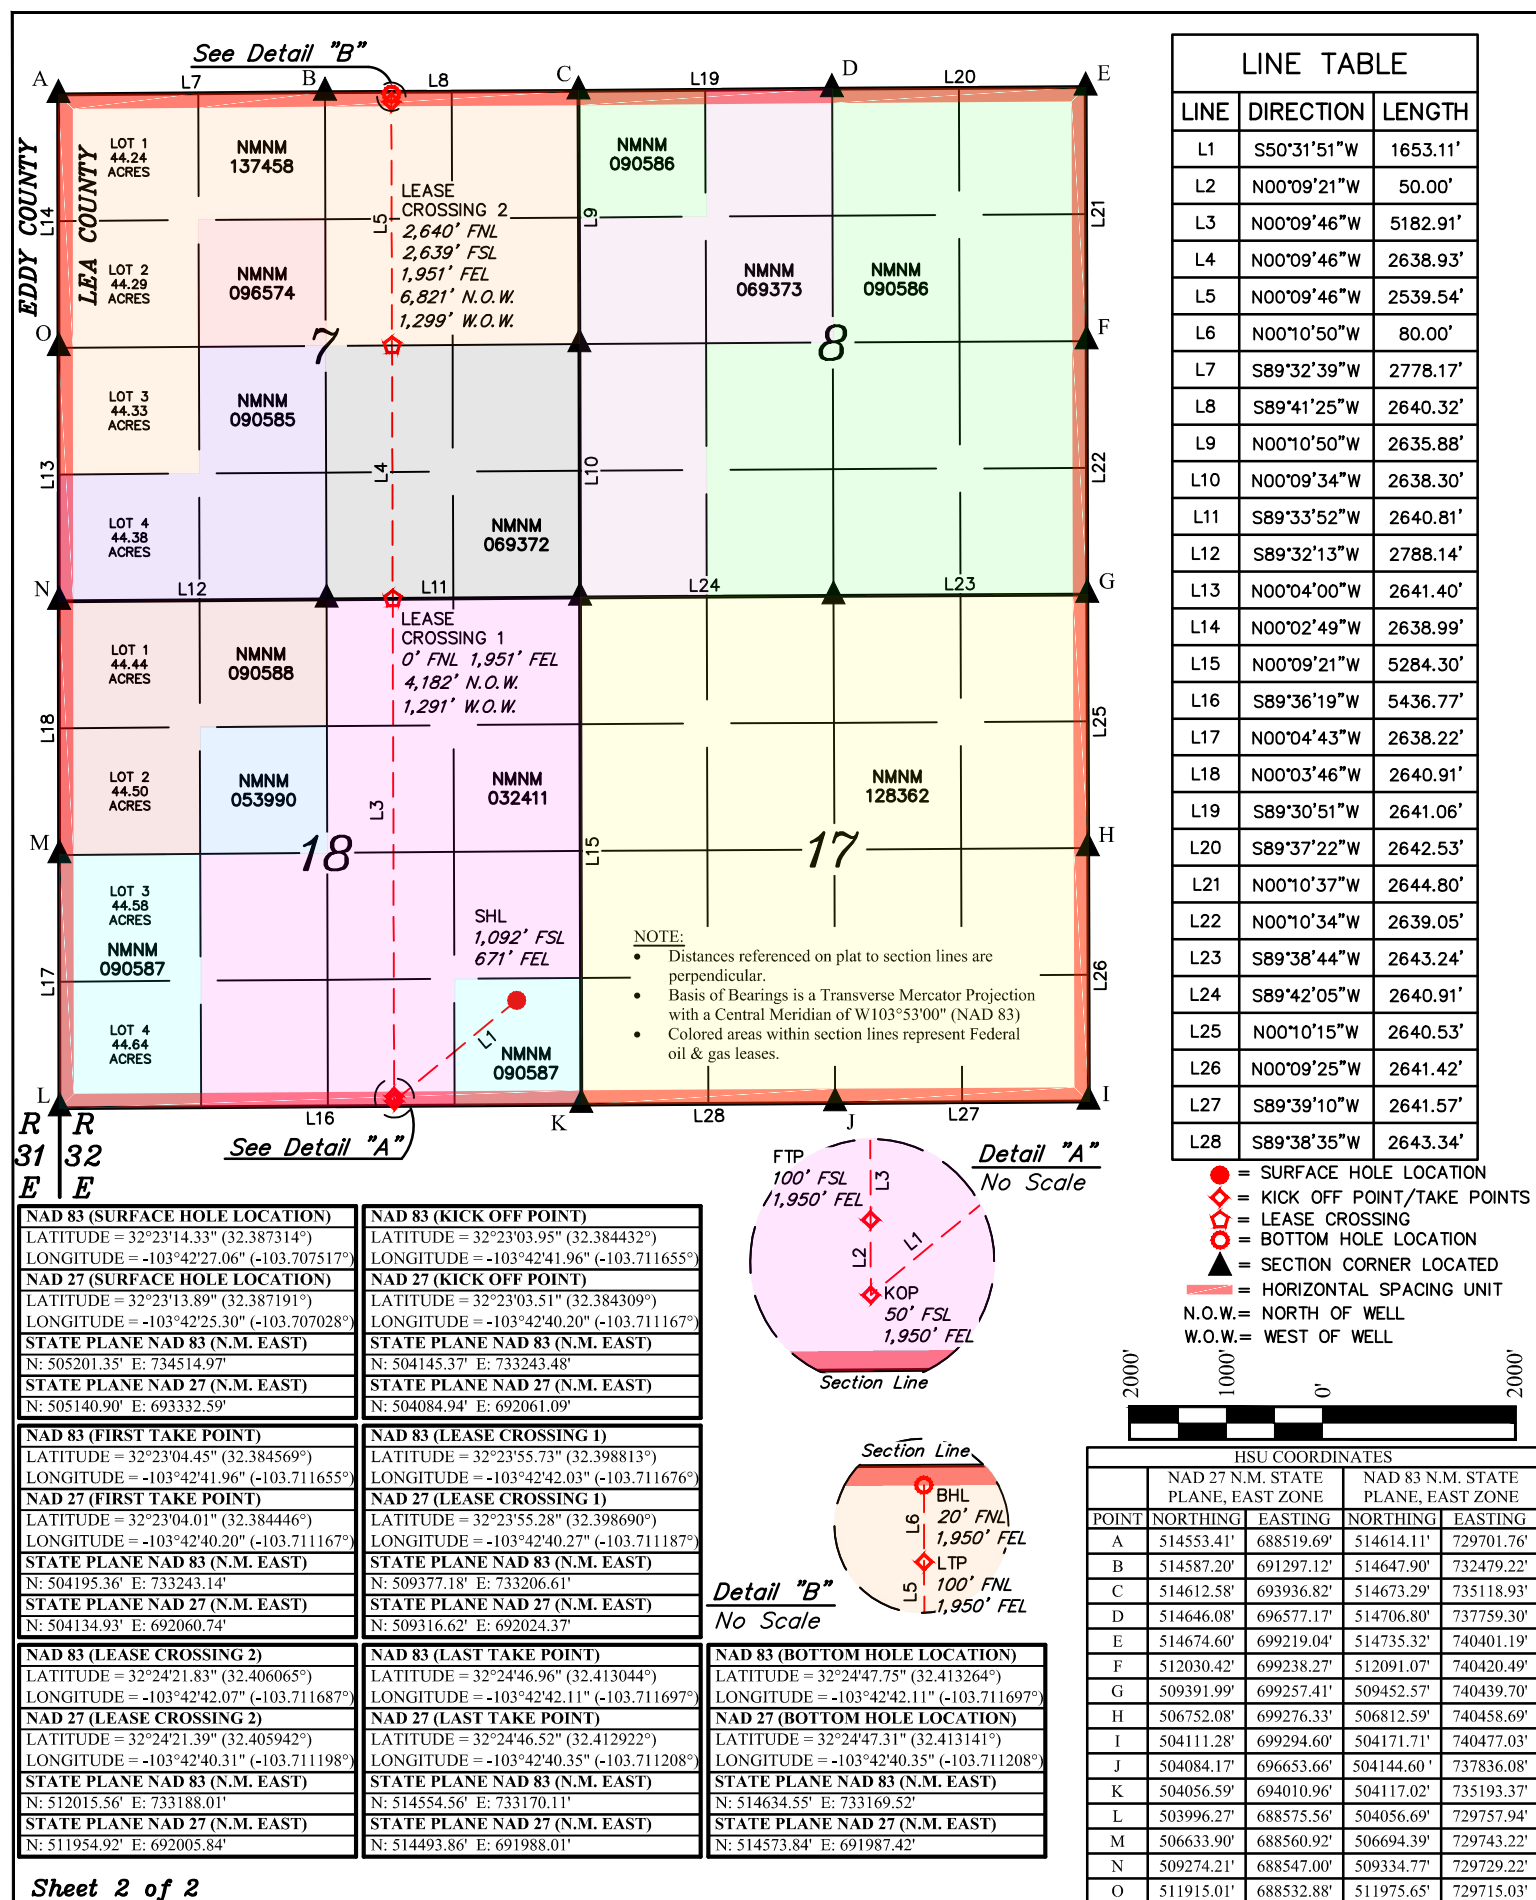 See Detail "B"
A
L7
B
L8
C
L19
D
L20
E
EDDY COUNTY
LEA COUNTY
LOT 1
44.24
ACRES
NMNM
137458
NMNM
090586
LEASE
CROSSING 2
2,640' FNL
2,639' FSL
1,951' FEL
6,821' N.O.W.
1,299' W.O.W.
L14
L5
L9
L21
LOT 2
44.29
ACRES
NMNM
096574
NMNM
069373
NMNM
090586
O
7
8
F
LOT 3
44.33
ACRES
NMNM
090585
L13
L4
L10
L22
LOT 4
44.38
ACRES
NMNM
069372
N
L12
L11
L24
L23
G
LEASE
CROSSING 1
0' FNL 1,951' FEL
4,182' N.O.W.
1,291' W.O.W.
LOT 1
44.44
ACRES
NMNM
090588
L18
L25
LOT 2
44.50
ACRES
NMNM
053990
L3
NMNM
032411
NMNM
128362
M
18
L15
17
H
LOT 3
44.58
ACRES
NMNM
090587
SHL
1,092' FSL
671' FEL
L17
L26
LOT 4
44.64
ACRES
L1
NMNM
090587
NOTE:
• Distances referenced on plat to section lines are
perpendicular.
• Basis of Bearings is a Transverse Mercator Projection
with a Central Meridian of W103°53'00" (NAD 83)
• Colored areas within section lines represent Federal
oil & gas leases.
L
L16
K
L28
J
L27
I
R R
31 32
E E
See Detail "A"
LINE TABLE
LINE DIRECTION LENGTH
L1 S50°31'51"W 1653.11'
L2 N00°09'21"W 50.00'
L3 N00°09'46"W 5182.91'
L4 N00°09'46"W 2638.93'
L5 N00°09'46"W 2539.54'
L6 N00°10'50"W 80.00'
L7 S89°32'39"W 2778.17'
L8 S89°41'25"W 2640.32'
L9 N00°10'50"W 2635.88'
L10 N00°09'34"W 2638.30'
L11 S89°33'52"W 2640.81'
L12 S89°32'13"W 2788.14'
L13 N00°04'00"W 2641.40'
L14 N00°02'49"W 2638.99'
L15 N00°09'21"W 5284.30'
L16 S89°36'19"W 5436.77'
L17 N00°04'43"W 2638.22'
L18 N00°03'46"W 2640.91'
L19 S89°30'51"W 2641.06'
L20 S89°37'22"W 2642.53'
L21 N00°10'37"W 2644.80'
L22 N00°10'34"W 2639.05'
L23 S89°38'44"W 2643.24'
L24 S89°42'05"W 2640.91'
L25 N00°10'15"W 2640.53'
L26 N00°09'25"W 2641.42'
L27 S89°39'10"W 2641.57'
L28 S89°38'35"W 2643.34'
= SURFACE HOLE LOCATION
= KICK OFF POINT/TAKE POINTS
= LEASE CROSSING
= BOTTOM HOLE LOCATION
= SECTION CORNER LOCATED
= HORIZONTAL SPACING UNIT
N.O.W.= NORTH OF WELL
W.O.W.= WEST OF WELL
2000' 1000' 0' 2000'
Detail "A"
No Scale
FTP
100' FSL
1,950' FEL
L3
L2
L1
KOP
50' FSL
1,950' FEL
Section Line
Section Line
BHL
20' FNL
1,950' FEL
L6
LTP
100' FNL
1,950' FEL
L5
Detail "B"
No Scale
NAD 83 (SURFACE HOLE LOCATION)
LATITUDE = 32°23'14.33" (32.387314°)
LONGITUDE = -103°42'27.06" (-103.707517°)
NAD 27 (SURFACE HOLE LOCATION)
LATITUDE = 32°23'13.89" (32.387191°)
LONGITUDE = -103°42'25.30" (-103.707028°)
STATE PLANE NAD 83 (N.M. EAST)
N: 505201.35' E: 734514.97'
STATE PLANE NAD 27 (N.M. EAST)
N: 505140.90' E: 693332.59'
NAD 83 (KICK OFF POINT)
LATITUDE = 32°23'03.95" (32.384432°)
LONGITUDE = -103°42'41.96" (-103.711655°)
NAD 27 (KICK OFF POINT)
LATITUDE = 32°23'03.51" (32.384309°)
LONGITUDE = -103°42'40.20" (-103.711167°)
STATE PLANE NAD 83 (N.M. EAST)
N: 504145.37' E: 733243.48'
STATE PLANE NAD 27 (N.M. EAST)
N: 504084.94' E: 692061.09'
NAD 83 (FIRST TAKE POINT)
LATITUDE = 32°23'04.45" (32.384569°)
LONGITUDE = -103°42'41.96" (-103.711655°)
NAD 27 (FIRST TAKE POINT)
LATITUDE = 32°23'04.01" (32.384446°)
LONGITUDE = -103°42'40.20" (-103.711167°)
STATE PLANE NAD 83 (N.M. EAST)
N: 504195.36' E: 733243.14'
STATE PLANE NAD 27 (N.M. EAST)
N: 504134.93' E: 692060.74'
NAD 83 (LEASE CROSSING 1)
LATITUDE = 32°23'55.73" (32.398813°)
LONGITUDE = -103°42'42.03" (-103.711676°)
NAD 27 (LEASE CROSSING 1)
LATITUDE = 32°23'55.28" (32.398690°)
LONGITUDE = -103°42'40.27" (-103.711187°)
STATE PLANE NAD 83 (N.M. EAST)
N: 509377.18' E: 733206.61'
STATE PLANE NAD 27 (N.M. EAST)
N: 509316.62' E: 692024.37'
NAD 83 (LEASE CROSSING 2)
LATITUDE = 32°24'21.83" (32.406065°)
LONGITUDE = -103°42'42.07" (-103.711687°)
NAD 27 (LEASE CROSSING 2)
LATITUDE = 32°24'21.39" (32.405942°)
LONGITUDE = -103°42'40.31" (-103.711198°)
STATE PLANE NAD 83 (N.M. EAST)
N: 512015.56' E: 733188.01'
STATE PLANE NAD 27 (N.M. EAST)
N: 511954.92' E: 692005.84'
NAD 83 (LAST TAKE POINT)
LATITUDE = 32°24'46.96" (32.413044°)
LONGITUDE = -103°42'42.11" (-103.711697°)
NAD 27 (LAST TAKE POINT)
LATITUDE = 32°24'46.52" (32.412922°)
LONGITUDE = -103°42'40.35" (-103.711208°)
STATE PLANE NAD 83 (N.M. EAST)
N: 514554.56' E: 733170.11'
STATE PLANE NAD 27 (N.M. EAST)
N: 514493.86' E: 691988.01'
NAD 83 (BOTTOM HOLE LOCATION)
LATITUDE = 32°24'47.75" (32.413264°)
LONGITUDE = -103°42'42.11" (-103.711697°)
NAD 27 (BOTTOM HOLE LOCATION)
LATITUDE = 32°24'47.31" (32.413141°)
LONGITUDE = -103°42'40.35" (-103.711208°)
STATE PLANE NAD 83 (N.M. EAST)
N: 514634.55' E: 733169.52'
STATE PLANE NAD 27 (N.M. EAST)
N: 514573.84' E: 691987.42'
HSU COORDINATES
NAD 27 N.M. STATE PLANE, EAST ZONE
NAD 83 N.M. STATE PLANE, EAST ZONE
POINT NORTHING EASTING NORTHING EASTING
A 514553.41' 688519.69' 514614.11' 729701.76'
B 514587.20' 691297.12' 514647.90' 732479.22'
C 514612.58' 693936.82' 514673.29' 735118.93'
D 514646.08' 696577.17' 514706.80' 737759.30'
E 514674.60' 699219.04' 514735.32' 740401.19'
F 512030.42' 699238.27' 512091.07' 740420.49'
G 509391.99' 699257.41' 509452.57' 740439.70'
H 506752.08' 699276.33' 506812.59' 740458.69'
I 504111.28' 699294.60' 504171.71' 740477.03'
J 504084.17' 696653.66' 504144.60 ' 737836.08'
K 504056.59' 694010.96' 504117.02' 735193.37'
L 503996.27' 688575.56' 504056.69' 729757.94'
M 506633.90' 688560.92' 506694.39' 729743.22'
N 509274.21' 688547.00' 509334.77' 729729.22'
O 511915.01' 688532.88' 511975.65' 729715.03'
Sheet 2 of 2